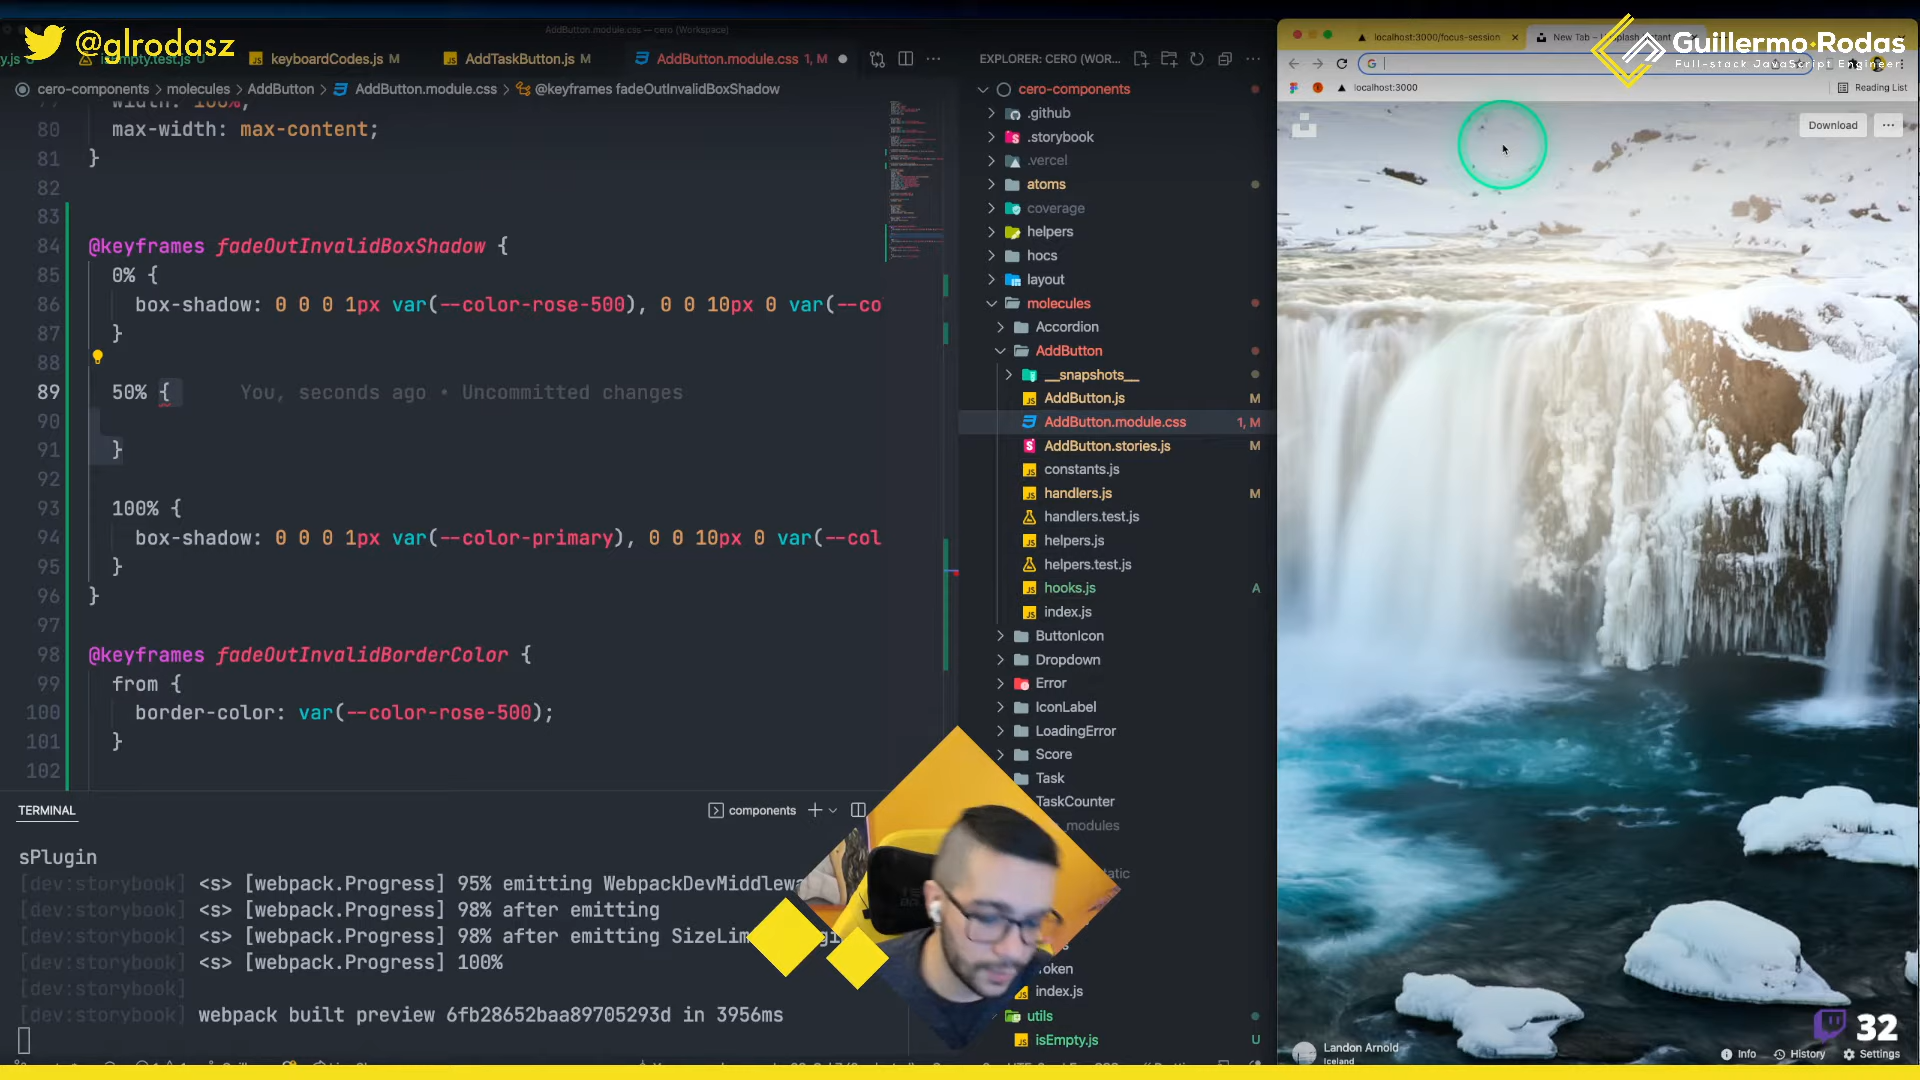 @glrodasz
AddButton.module.css — cero (Workspace)
keyboardCodes.js M
AddTaskButton.js M
AddButton.module.css 1, M
cero-components > molecules > AddButton > AddButton.module.css > @keyframes fadeOutInvalidBoxShadow
80 max-width: max-content;
81 }
82
83
84 @keyframes fadeOutInvalidBoxShadow {
85 0% {
86 box-shadow: 0 0 0 1px var(--color-rose-500), 0 0 10px 0 var(--co
87 }
88
89 50% { You, seconds ago • Uncommitted changes
90
91 }
92
93 100% {
94 box-shadow: 0 0 0 1px var(--color-primary), 0 0 10px 0 var(--col
95 }
96 }
97
98 @keyframes fadeOutInvalidBorderColor {
99 from {
100 border-color: var(--color-rose-500);
101 }
102
TERMINAL
components
sPlugin
[dev:storybook] <s> [webpack.Progress] 95% emitting WebpackDevMiddlewa
[dev:storybook] <s> [webpack.Progress] 98% after emitting
[dev:storybook] <s> [webpack.Progress] 98% after emitting SizeLim
[dev:storybook] <s> [webpack.Progress] 100%
[dev:storybook]
[dev:storybook] webpack built preview 6fb28652baa89705293d in 3956ms
EXPLORER: CERO (WOR...
cero-components
.github
.storybook
.vercel
atoms
coverage
helpers
hocs
layout
molecules
Accordion
AddButton
__snapshots__
AddButton.js M
AddButton.module.css 1, M
AddButton.stories.js M
constants.js
handlers.js M
handlers.test.js
helpers.js
helpers.test.js
hooks.js A
index.js
ButtonIcon
Dropdown
Error
IconLabel
LoadingError
Score
Task
TaskCounter
_modules
index.js
utils
isEmpty.js U
localhost:3000/focus-session
Guillermo Rodas
Full-stack JavaScript Engineer
localhost:3000
Reading List
Download
Landon Arnold
Iceland
32
Info
History
Settings